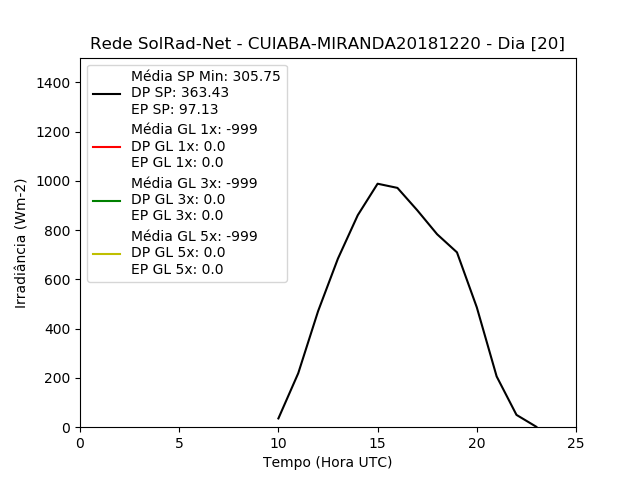 Rede SolRad-Net - CUIABA-MIRANDA20181220 - Dia [20]
Média SP Min: 305.75
DP SP: 363.43
EP SP: 97.13
Média GL 1x: -999
DP GL 1x: 0.0
EP GL 1x: 0.0
Média GL 3x: -999
DP GL 3x: 0.0
EP GL 3x: 0.0
Média GL 5x: -999
DP GL 5x: 0.0
EP GL 5x: 0.0
Irradiância (Wm-2)
1400
1200
1000
800
600
400
200
0
0 5 10 15 20 25
Tempo (Hora UTC)